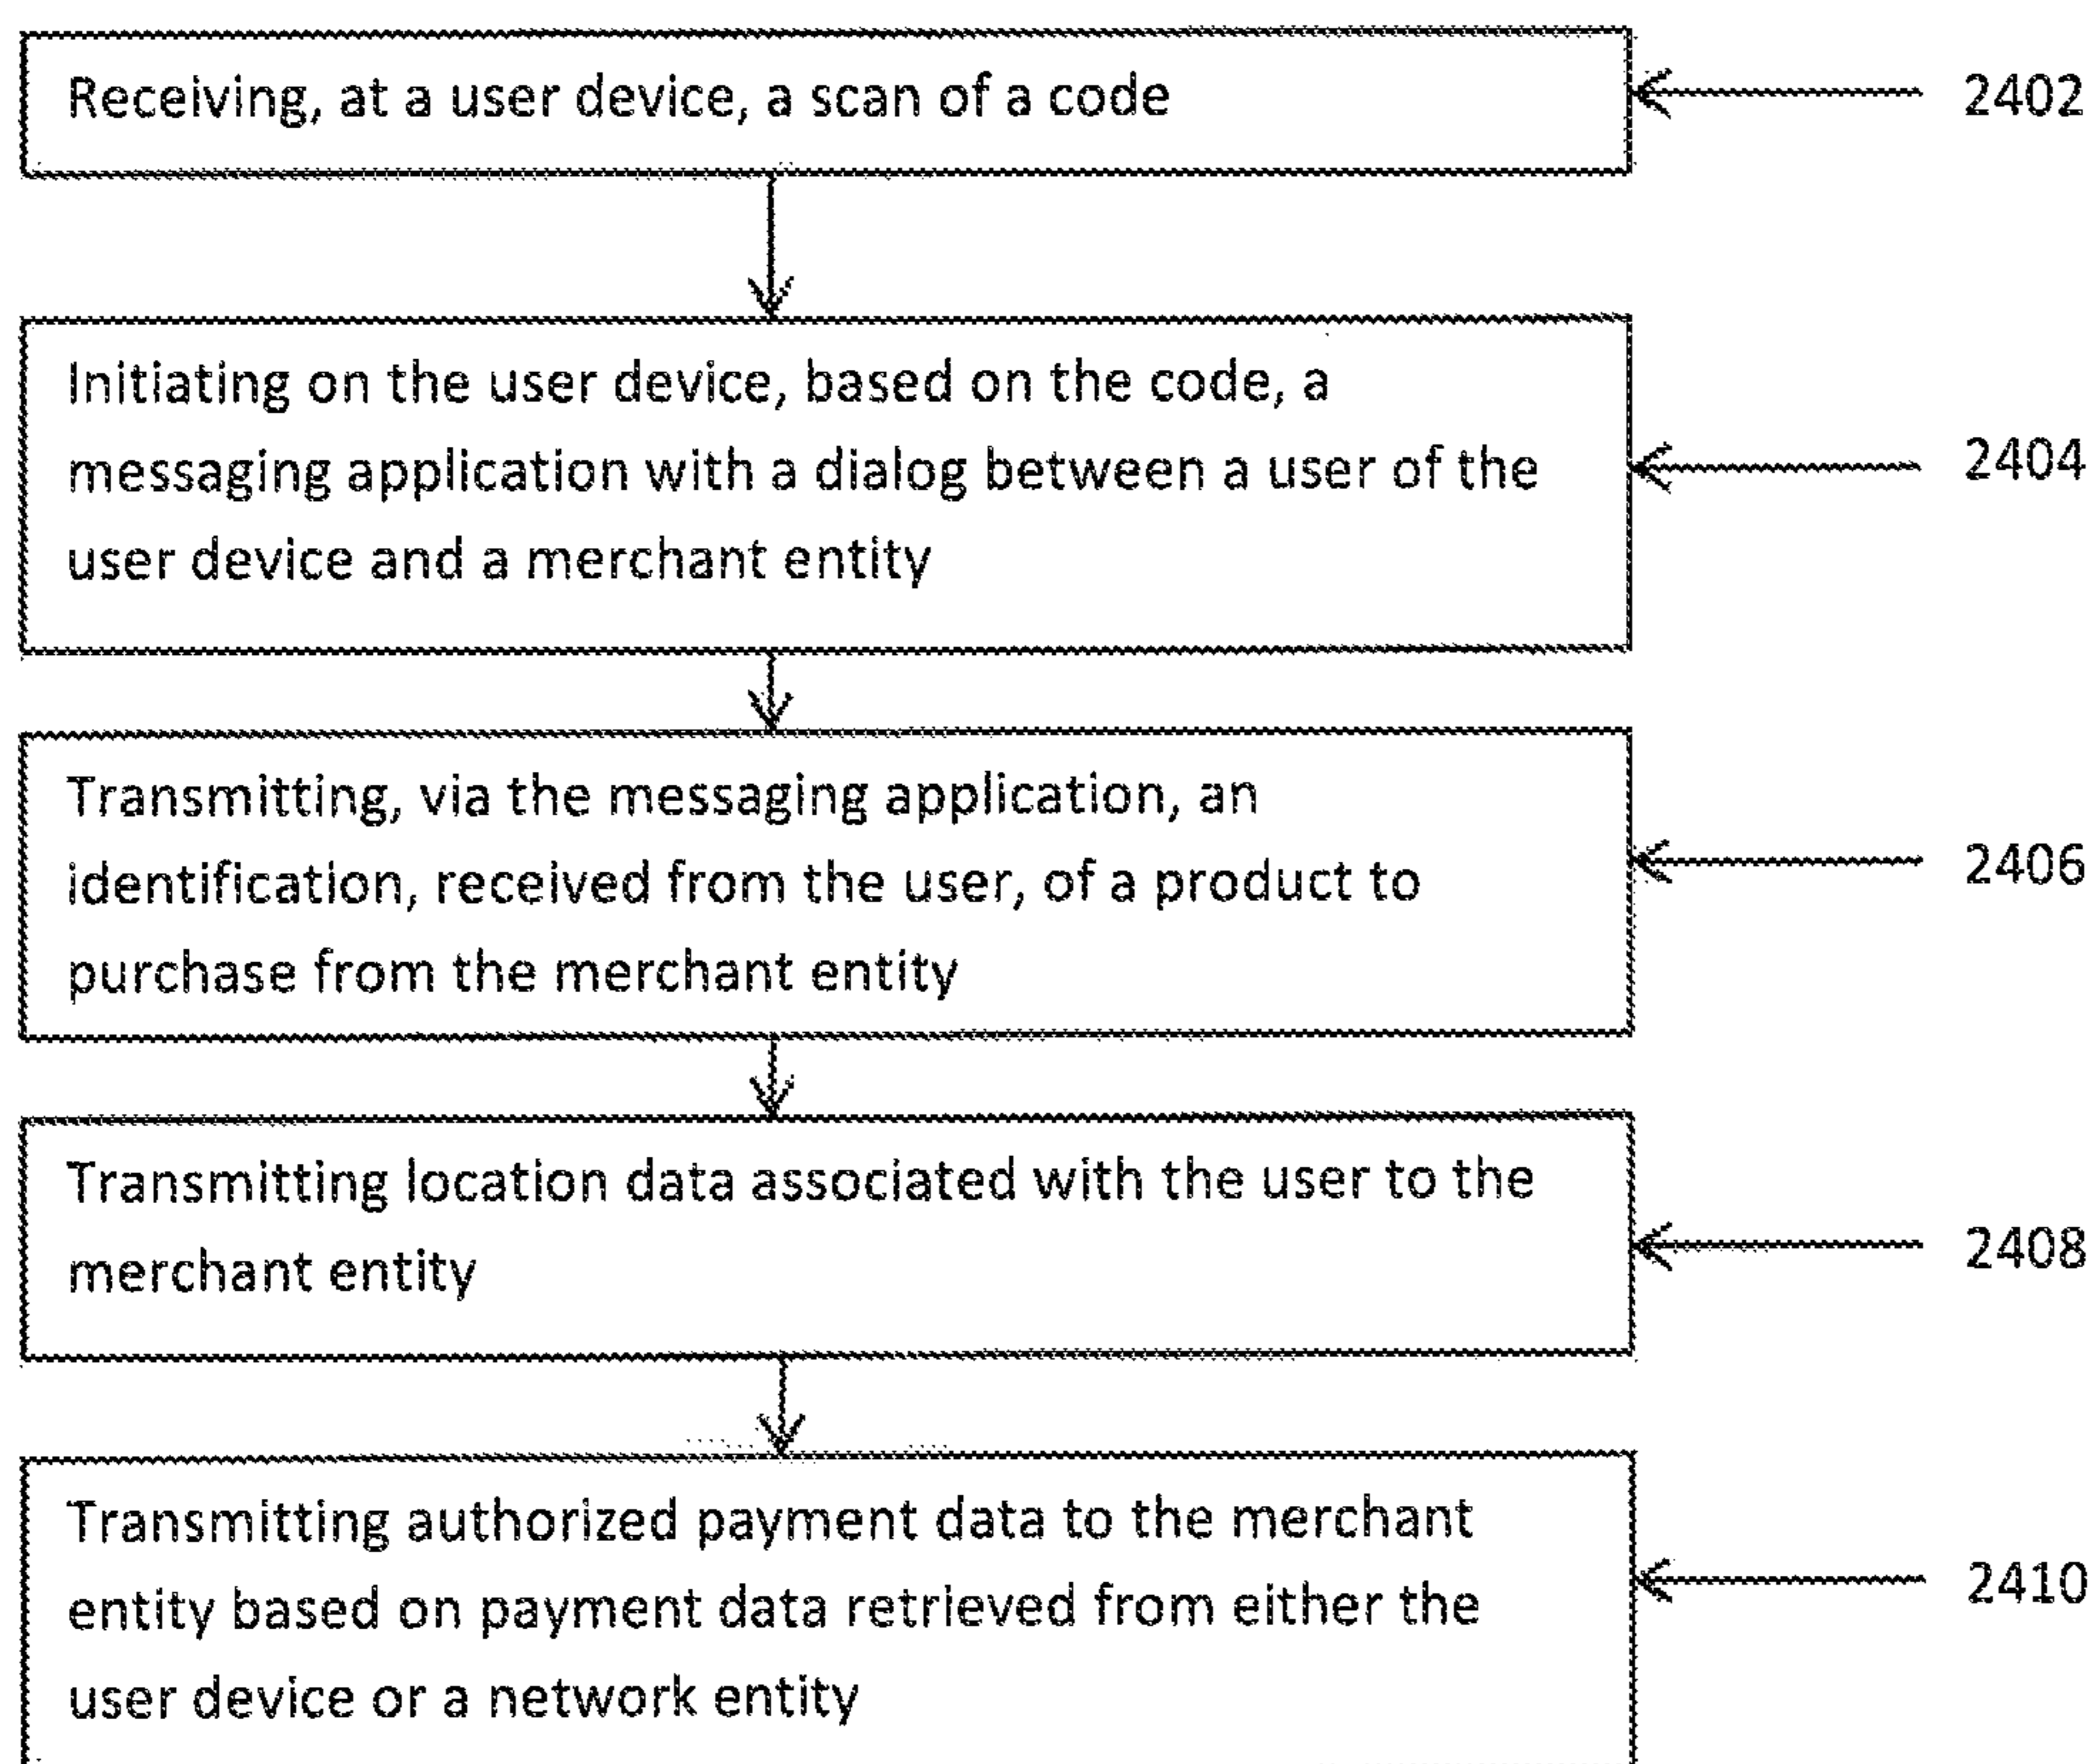 Receiving, at a user device, a scan of a code
2402
Initiating on the user device, based on the code, a
messaging application with a dialog between a user of the
user device and a merchant entity
2404
Transmitting, via the messaging application, an
identification, received from the user, of a product to
purchase from the merchant entity
2406
Transmitting location data associated with the user to the
merchant entity
2408
Transmitting authorized payment data to the merchant
entity based on payment data retrieved from either the
user device or a network entity
2410